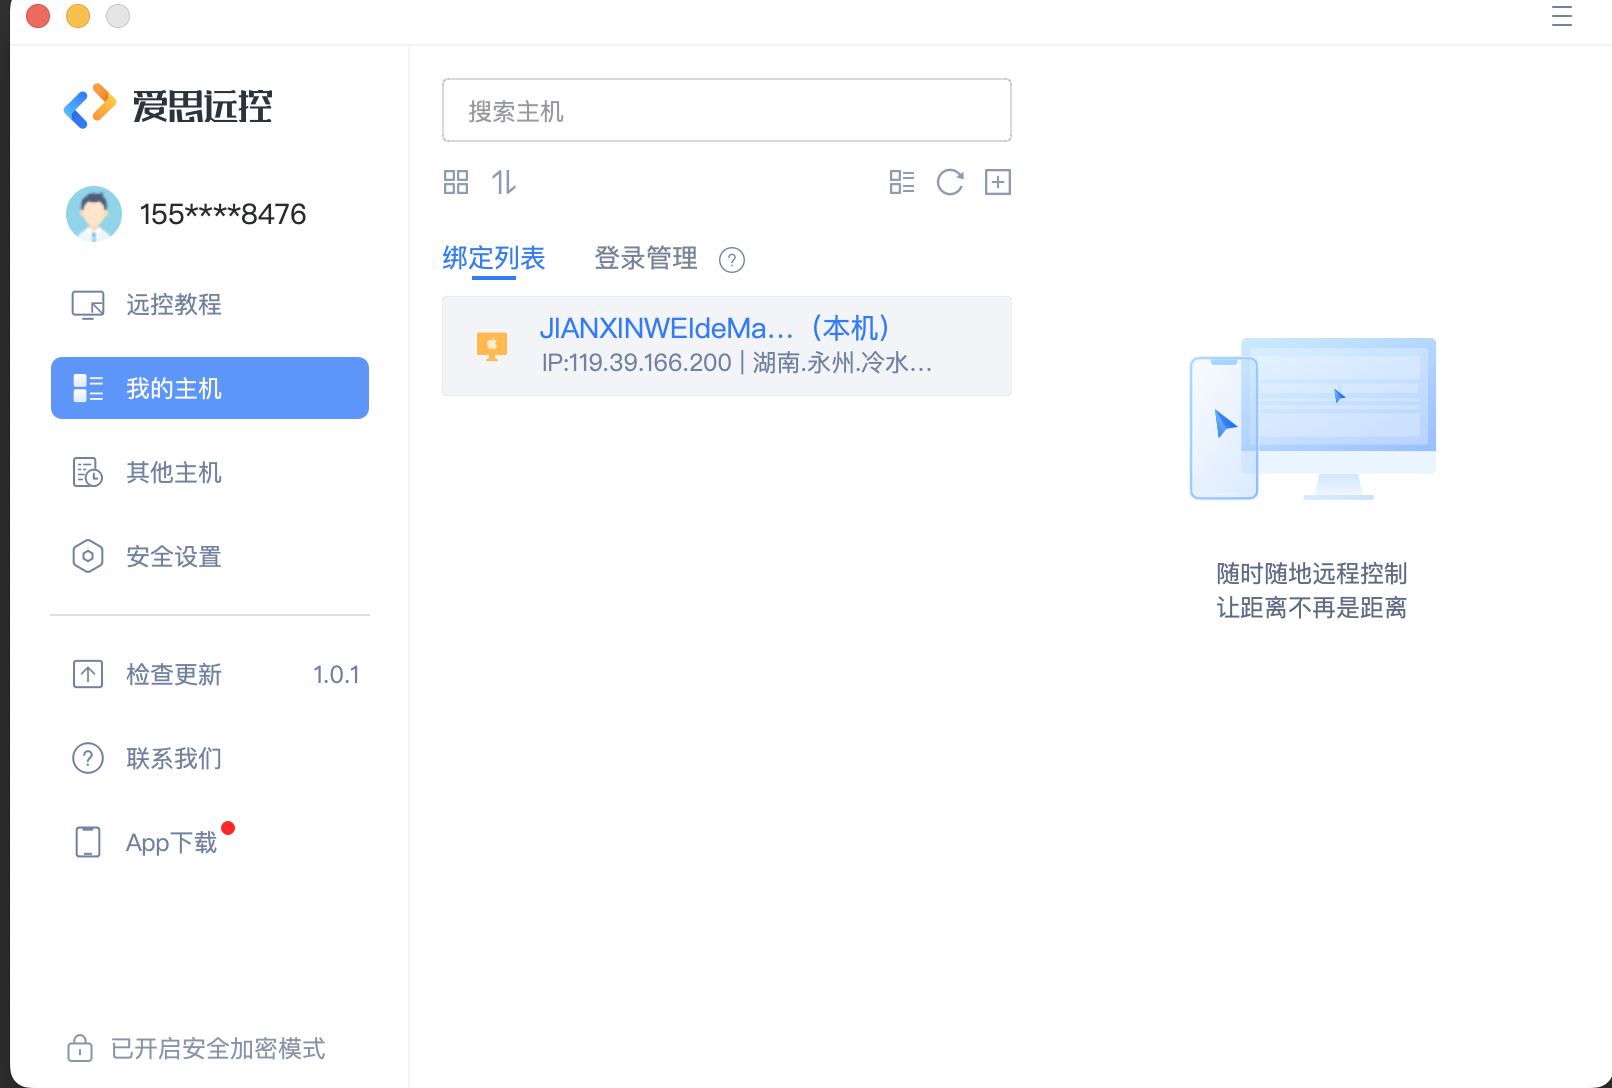 爱思远控
155****8476
远控教程
我的主机
其他主机
安全设置
检查更新 1.0.1
联系我们
App下载
已开启安全加密模式
搜索主机
绑定列表 登录管理 ?
JIANXINWEIdeMa...（本机）
IP:119.39.166.200 | 湖南.永州.冷水...
随时随地远程控制
让距离不再是距离